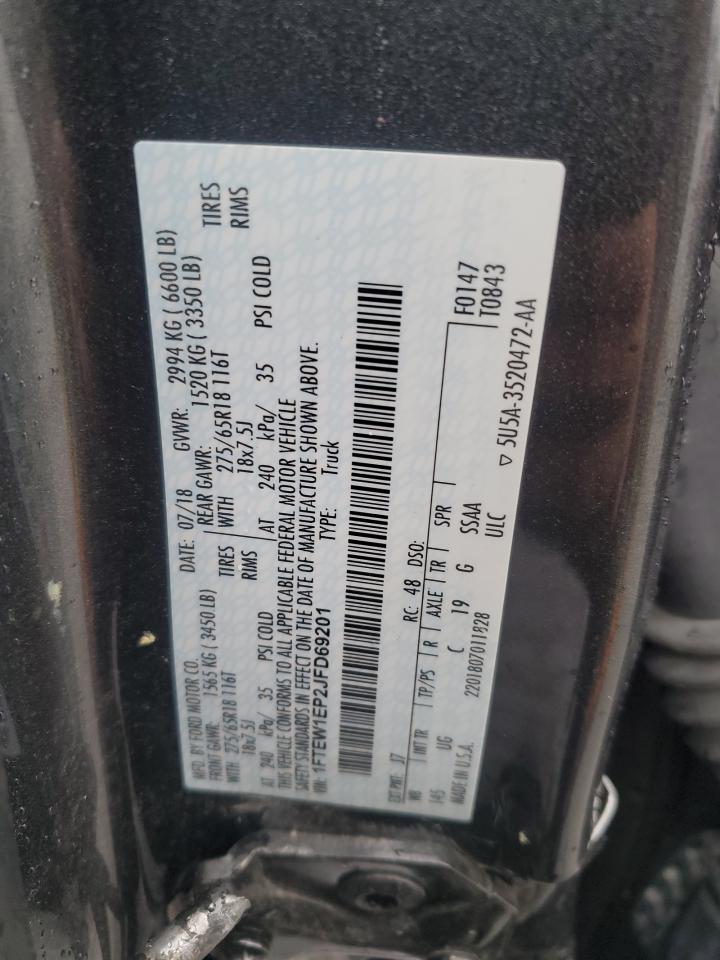 MFD. BY FORD MOTOR CO. DATE: 07/18 GVWR: 2994 KG ( 6600 LB)
FRONT GAWR: 1565 KG ( 3450 LB) REAR GAWR: 1520 KG ( 3350 LB)
WITH 275/65R18 116T TIRES WITH 275/65R18 116T TIRES
18x7.5J RIMS 18x7.5J RIMS
AT 240 kPa/ 35 PSI COLD AT 240 kPa/ 35 PSI COLD
THIS VEHICLE CONFORMS TO ALL APPLICABLE FEDERAL MOTOR VEHICLE
SAFETY STANDARDS IN EFFECT ON THE DATE OF MANUFACTURE SHOWN ABOVE.
VIN: 1FTEW1EP2JFD69201 TYPE: Truck
EXT PNT: J7 RC: 48 DSO: F0147
WB INT TR TP/PS R AXLE TR SPR T0843
145 UG C 19 G SSAA
ULC
MADE IN U.S.A. 220180701182B ▽ 5U5A-3520472-AA